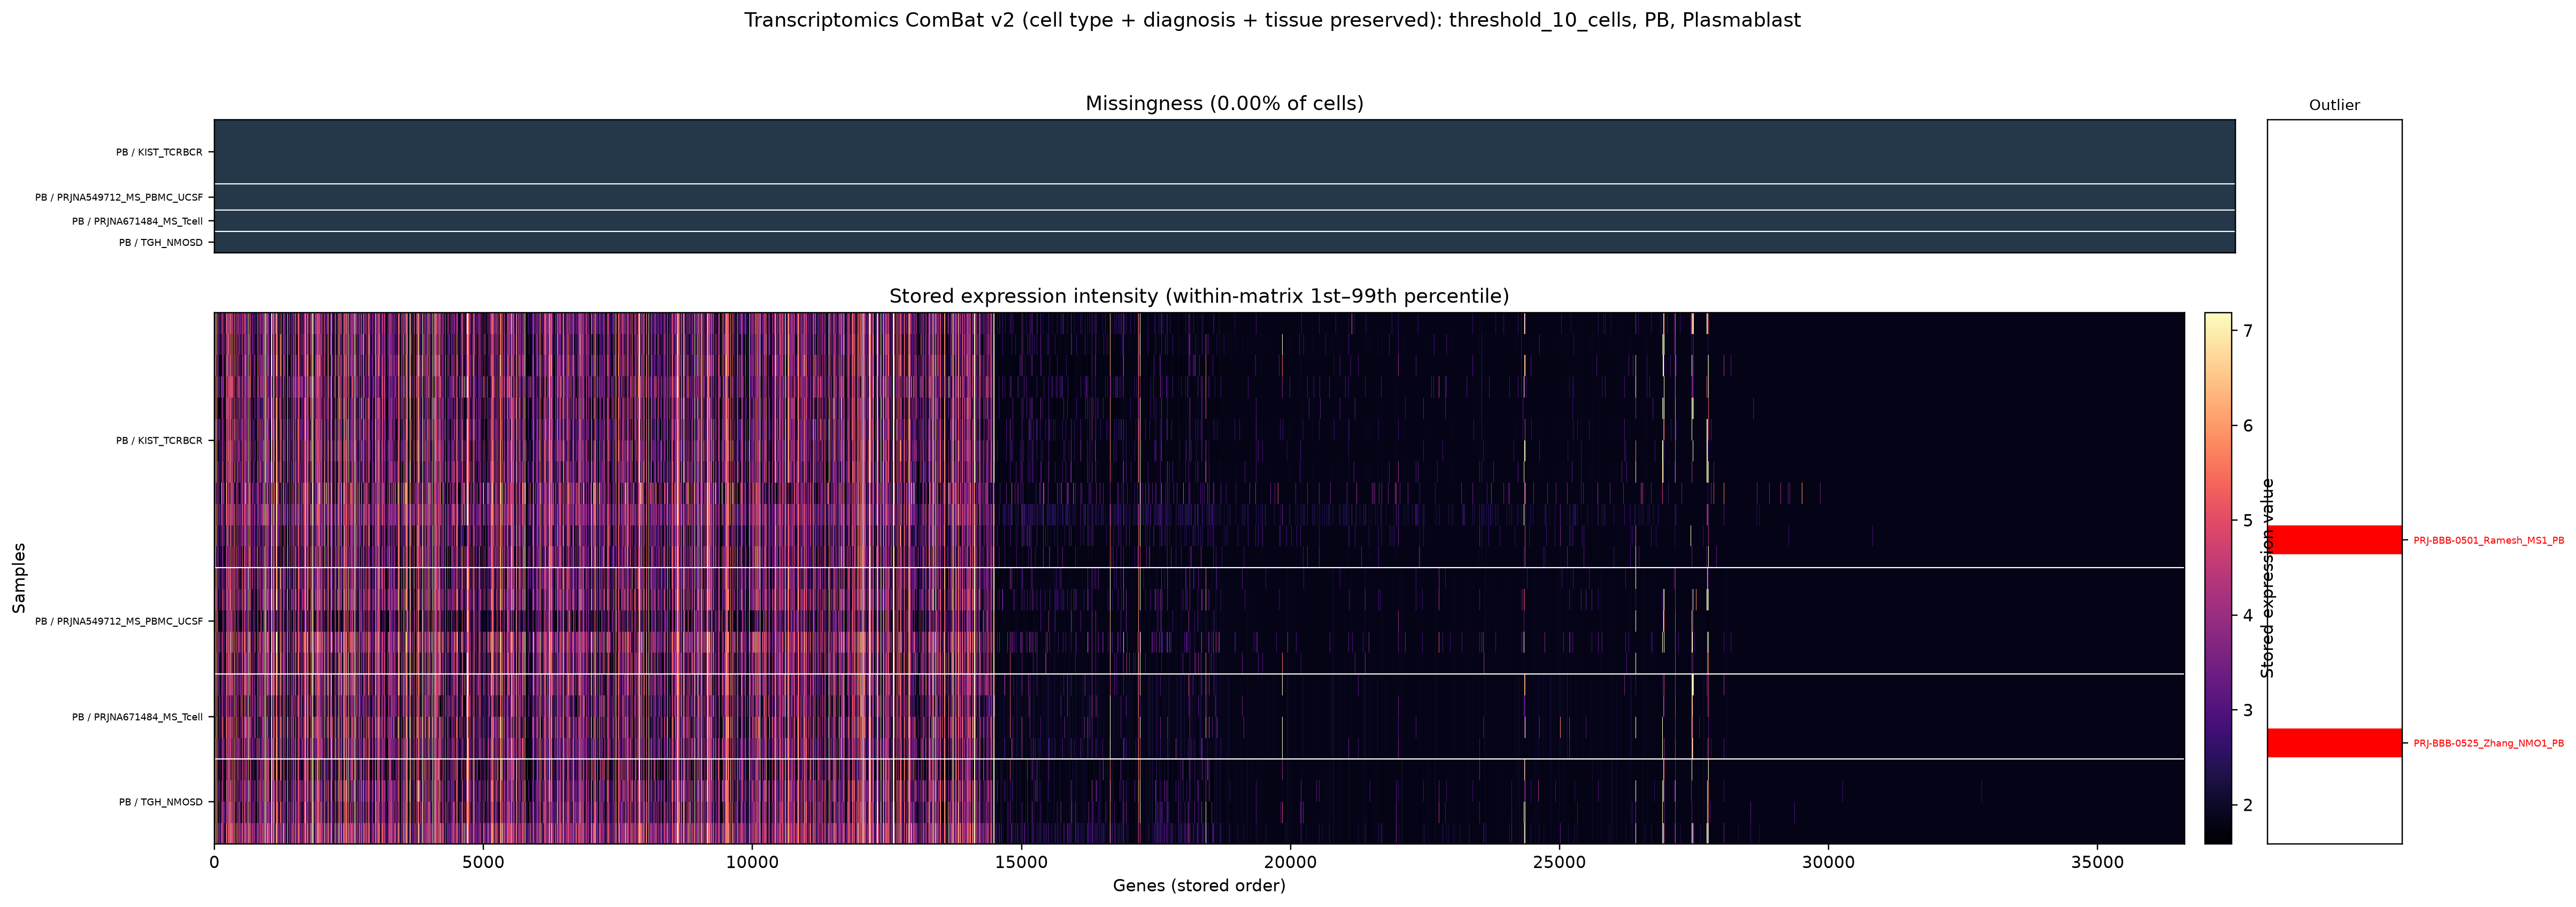 Transcriptomics ComBat v2 (cell type + diagnosis + tissue preserved): threshold_10_cells, PB, Plasmablast
Missingness (0.00% of cells)
Outlier
PB / KIST_TCRBCR
PB / PRJNA549712_MS_PBMC_UCSF
PB / PRJNA671484_MS_Tcell
PB / TGH_NMOSD
Stored expression intensity (within-matrix 1st–99th percentile)
Samples
PB / KIST_TCRBCR
PB / PRJNA549712_MS_PBMC_UCSF
PB / PRJNA671484_MS_Tcell
PB / TGH_NMOSD
0 5000 10000 15000 20000 25000 30000 35000
Genes (stored order)
7
6
5
4
3
2
Stored expression value
PRJ-BBB-0501_Ramesh_MS1_PB
PRJ-BBB-0525_Zhang_NMO1_PB